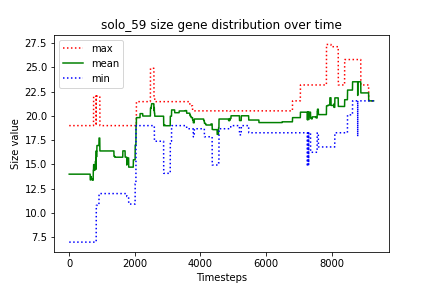 solo_59 size gene distribution over time
27.5
25.0
22.5
20.0
17.5
15.0
12.5
10.0
7.5
Size value
max
mean
min
0 2000 4000 6000 8000
Timesteps